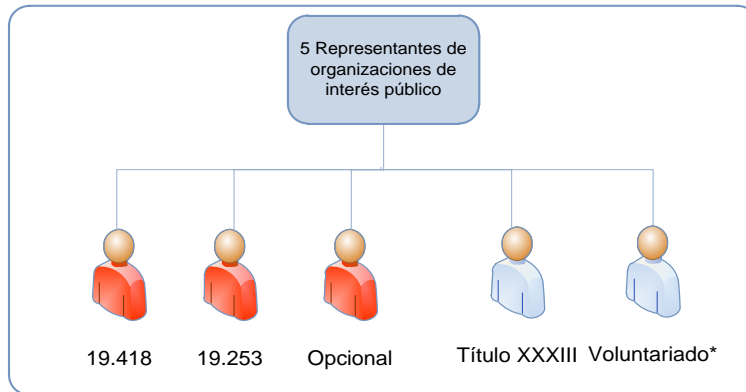 5 Representantes de
organizaciones de
interés público
19.418
19.253
Opcional
Título XXXIII
Voluntariado*